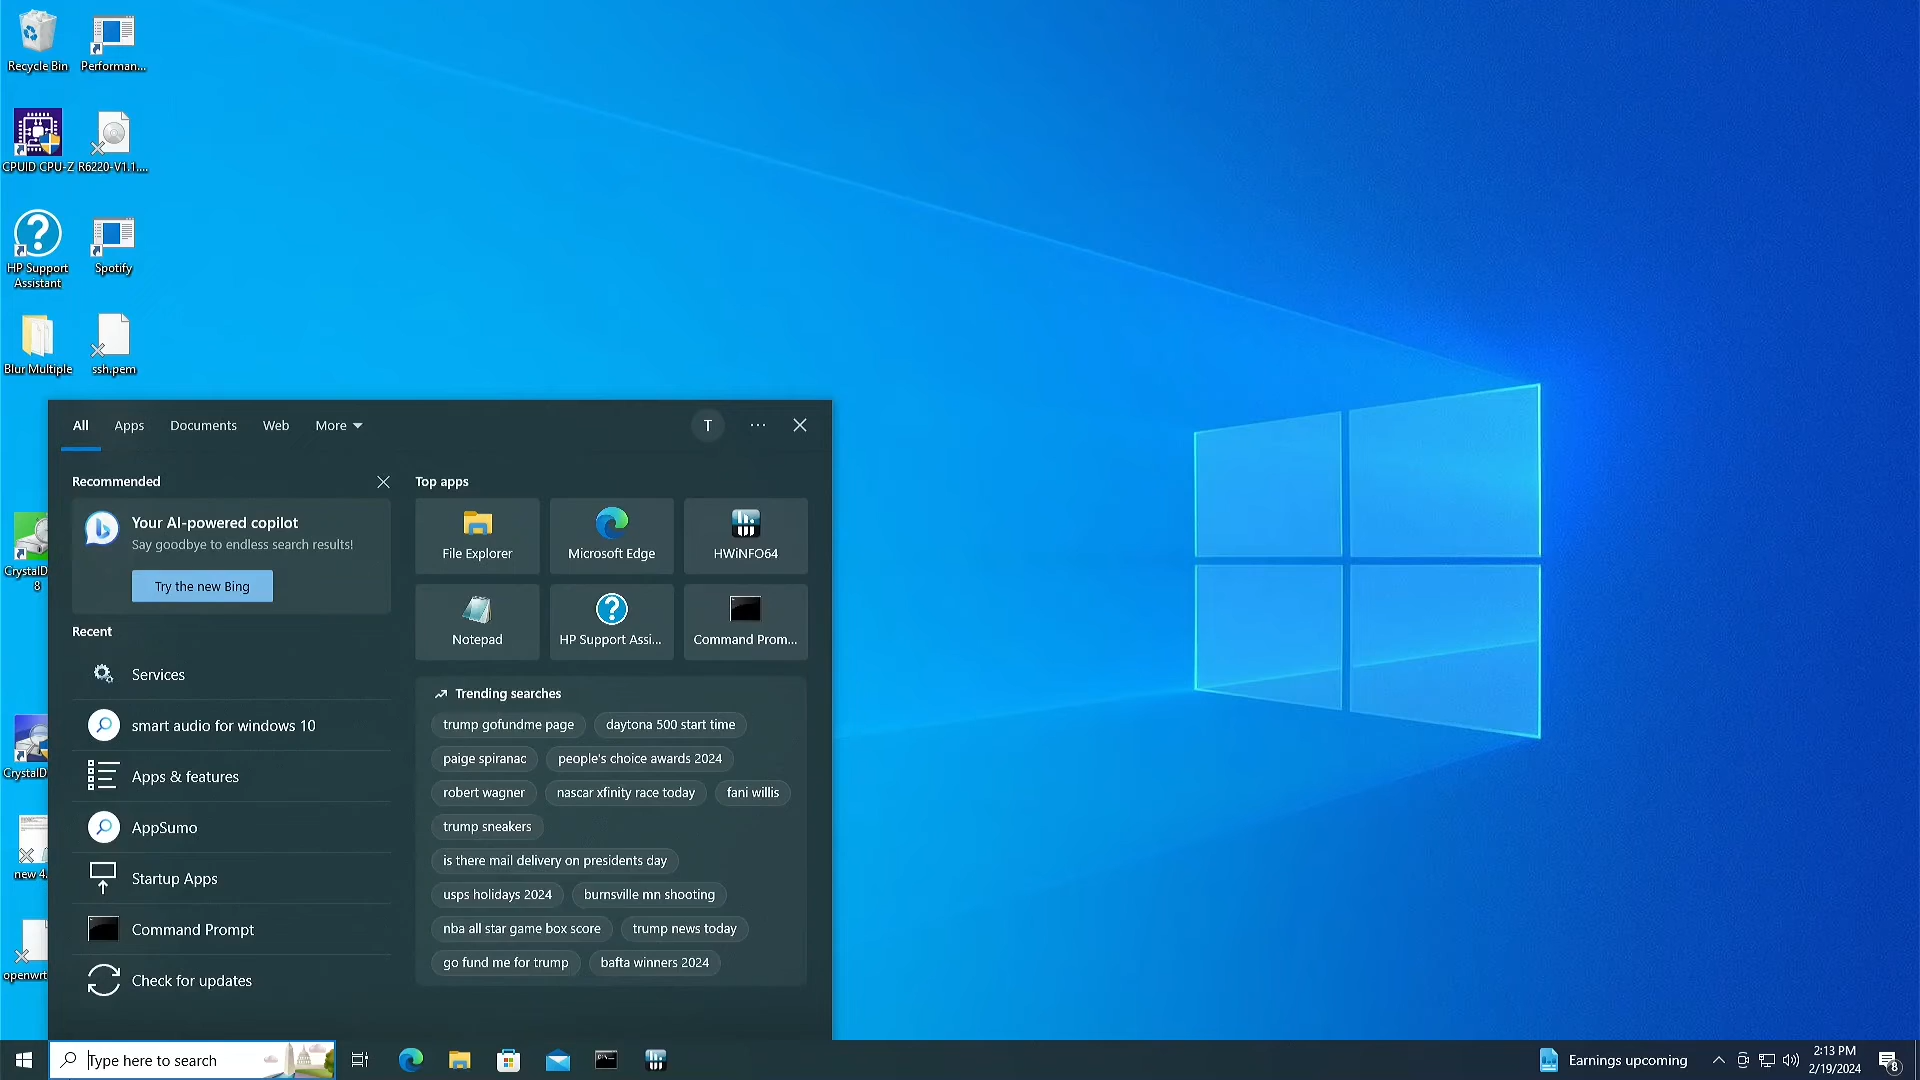 Recycle Bin
Performan...
CPUID CPU-Z
R6220-V1.1....
HP Support
Assistant
Spotify
Blur Multiple
ssh.pem
CrystalD
8
CrystalD
new 4.
openwrt
All
Apps
Documents
Web
More
T
Recommended
Your AI-powered copilot
Say goodbye to endless search results!
Try the new Bing
Recent
Services
smart audio for windows 10
Apps & features
AppSumo
Startup Apps
Command Prompt
Check for updates
Top apps
File Explorer
Microsoft Edge
HWiNFO64
Notepad
HP Support Assi...
Command Prom...
Trending searches
trump gofundme page
daytona 500 start time
paige spiranac
people's choice awards 2024
robert wagner
nascar xfinity race today
fani willis
trump sneakers
is there mail delivery on presidents day
usps holidays 2024
burnsville mn shooting
nba all star game box score
trump news today
go fund me for trump
bafta winners 2024
Type here to search
Earnings upcoming
2:13 PM
2/19/2024
8